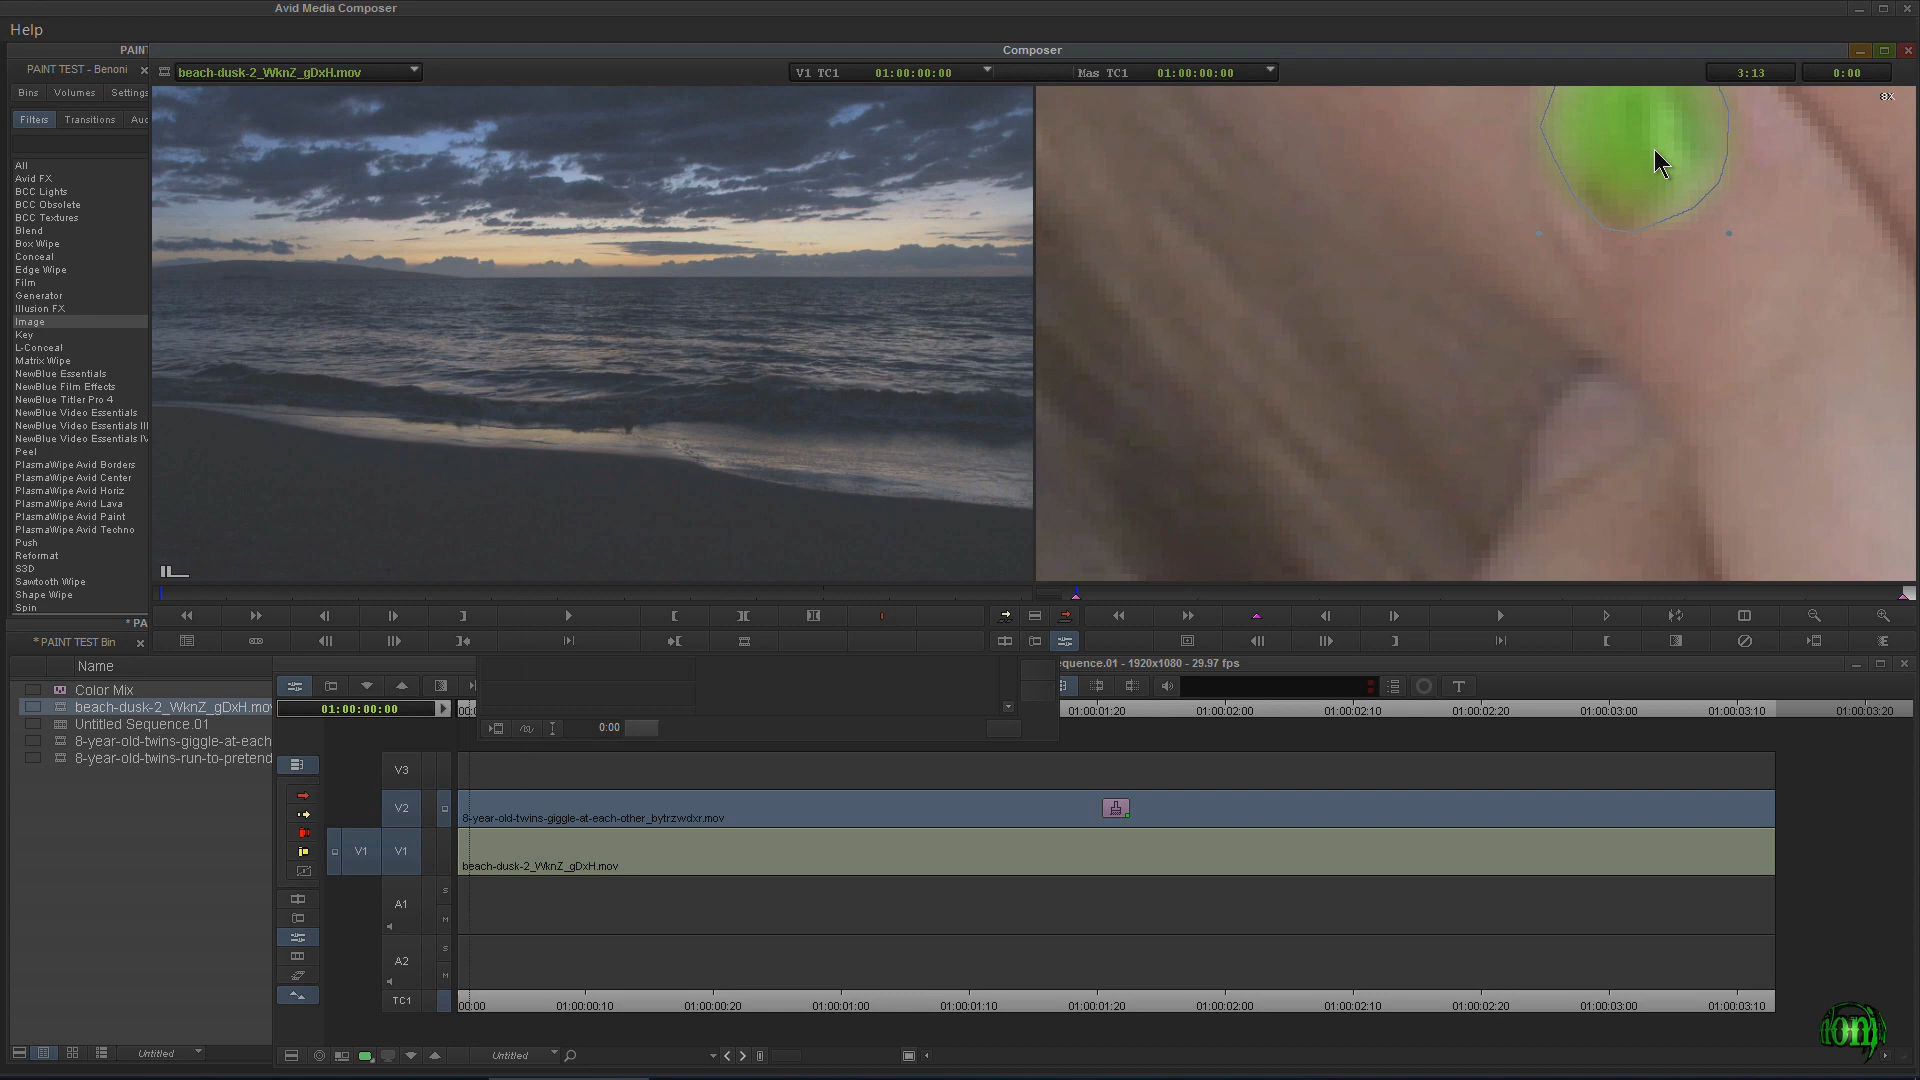 Avid Media Composer
Help
PAINT
Composer
PAINT TEST - Benoni
beach-dusk-2_WknZ_gDxH.mov
V1 TC1 01:00:00:00
Mas TC1 01:00:00:00
3:13
0:00
Bins Volumes Settings
8x
Filters Transitions Aud
All
Avid FX
BCC Lights
BCC Obsolete
BCC Textures
Blend
Box Wipe
Conceal
Edge Wipe
Film
Generator
Illusion FX
Image
Key
L-Conceal
Matrix Wipe
NewBlue Essentials
NewBlue Film Effects
NewBlue Titler Pro 4
NewBlue Video Essentials
NewBlue Video Essentials III
NewBlue Video Essentials IV
Peel
PlasmaWipe Avid Borders
PlasmaWipe Avid Center
PlasmaWipe Avid Horiz
PlasmaWipe Avid Lava
PlasmaWipe Avid Paint
PlasmaWipe Avid Techno
Push
Reformat
S3D
Sawtooth Wipe
Shape Wipe
Spin
* PA
*PAINT TEST Bin
Name
Color Mix
beach-dusk-2_WknZ_gDxH.mov
Untitled Sequence.01
8-year-old-twins-giggle-at-each
8-year-old-twins-run-to-pretend
equence.01 - 1920x1080 - 29.97 fps
T
01:00:00:00
00:0
01:00:01:20 01:00:02:00 01:00:02:10 01:00:02:20 01:00:03:00 01:00:03:10 01:00:03:20
0:00
V3
V2
8-year-old-twins-giggle-at-each-other_bytrzwdxr.mov
V1 V1
beach-dusk-2_WknZ_gDxH.mov
A1
S
M
A2
S
M
TC1
00:00 01:00:00:10 01:00:00:20 01:00:01:00 01:00:01:10 01:00:01:20 01:00:02:00 01:00:02:10 01:00:02:20 01:00:03:00 01:00:03:10
Untitled
Untitled